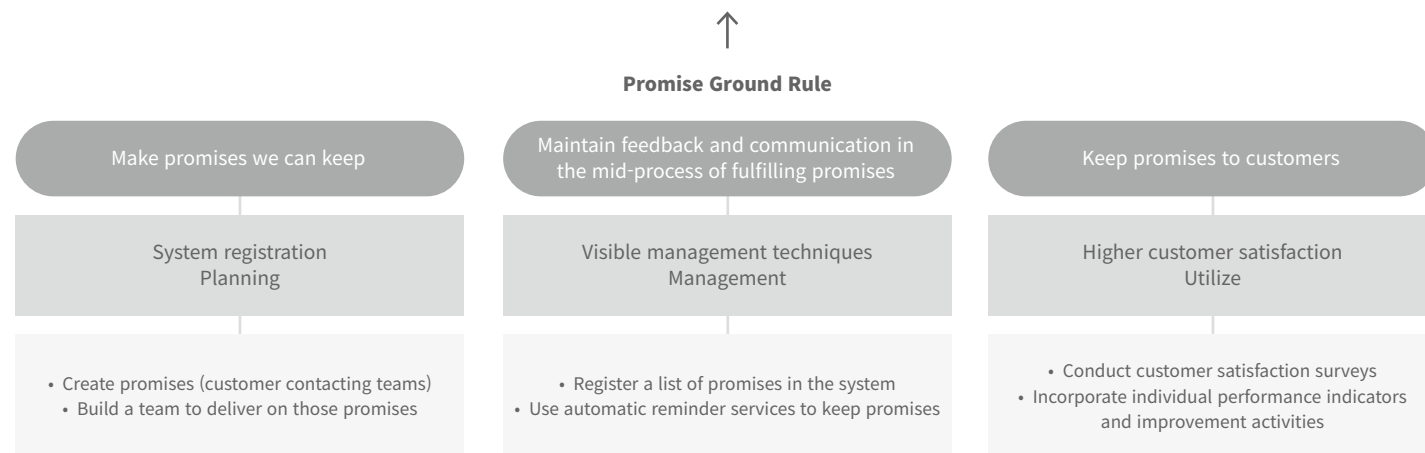 Promise Ground Rule
Make promises we can keep
System registration
Planning
• Create promises (customer contacting teams)
• Build a team to deliver on those promises
Maintain feedback and communication in
the mid-process of fulfilling promises
Visible management techniques
Management
• Register a list of promises in the system
• Use automatic reminder services to keep promises
Keep promises to customers
Higher customer satisfaction
Utilize
• Conduct customer satisfaction surveys
• Incorporate individual performance indicators
and improvement activities